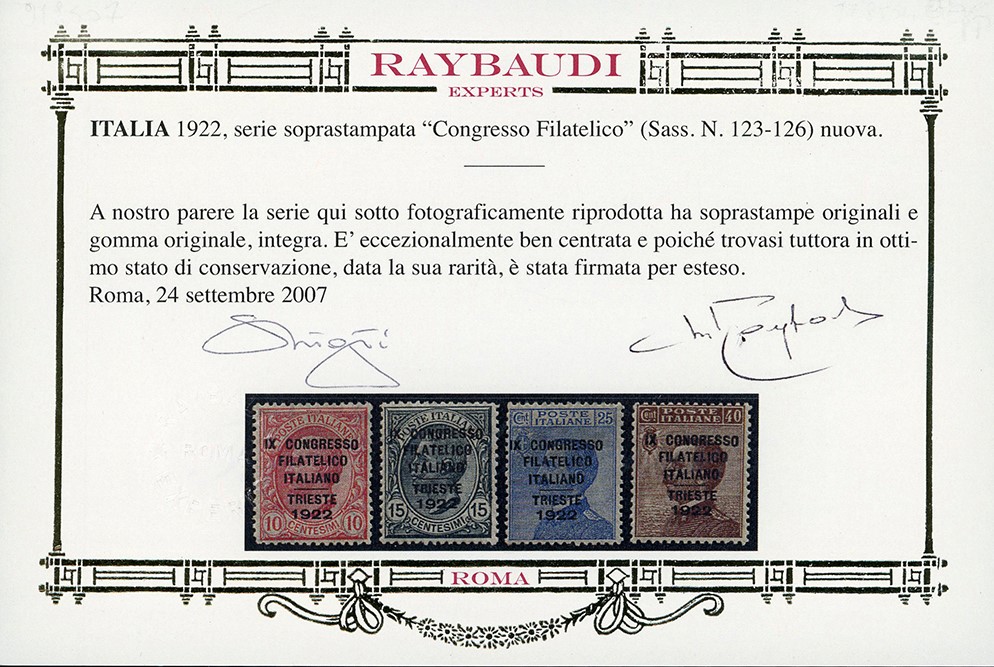 RAYBAUDI
EXPERTS
ITALIA 1922, serie soprastampata “Congresso Filatelico” (Sass. N. 123-126) nuova.
A nostro parere la serie qui sotto fotograficamente riprodotta ha soprastampe originali e
gomma originale, integra. E’ eccezionalmente ben centrata e poiché trovasi tuttora in otti-
mo stato di conservazione, data la sua rarità, è stata firmata per esteso.
Roma, 24 settembre 2007
POSTE ITALIANE
IX CONGRESSO
FILATELICO
ITALIANO
TRIESTE
1922
10 CENTESIMI 10
POSTE ITALIANE
IX CONGRESSO
FILATELICO
ITALIANO
TRIESTE
1922
15 CENTESIMI 15
Cent POSTE ITALIANE 25
IX CONGRESSO
FILATELICO
ITALIANO
TRIESTE
1922
Cent POSTE ITALIANE 40
IX CONGRESSO
FILATELICO
ITALIANO
TRIESTE
1922
ROMA